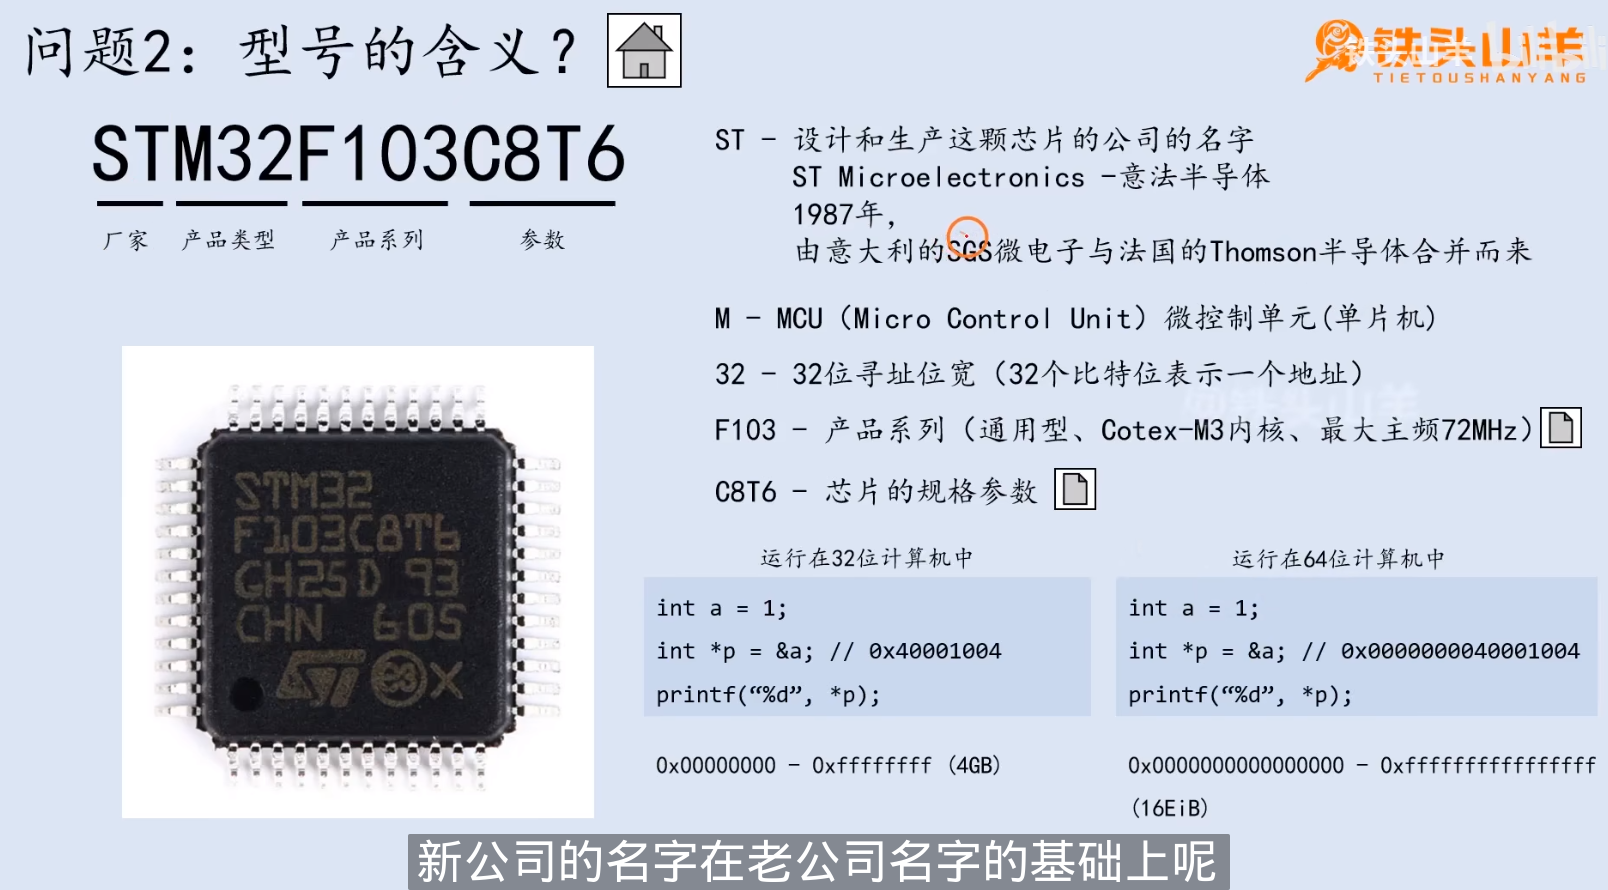 问题2：型号的含义？
铁头山羊
TIETOUSHANYANG
STM32F103C8T6
厂家 产品类型 产品系列 参数
ST - 设计和生产这颗芯片的公司的名字
ST Microelectronics -意法半导体
1987年，
由意大利的SGS微电子与法国的Thomson半导体合并而来
M - MCU（Micro Control Unit）微控制单元(单片机)
32 - 32位寻址位宽（32个比特位表示一个地址）
F103 - 产品系列（通用型、Cotex-M3内核、最大主频72MHz）
C8T6 - 芯片的规格参数
STM32
F103C8T6
GH25D 93
CHN 605
ST e3 X
运行在32位计算机中
int a = 1;
int *p = &a; // 0x40001004
printf(“%d”, *p);
0x00000000 - 0xffffffff (4GB)
运行在64位计算机中
int a = 1;
int *p = &a; // 0x0000000040001004
printf(“%d”, *p);
0x0000000000000000 - 0xffffffffffffffff
(16EiB)
新公司的名字在老公司名字的基础上呢